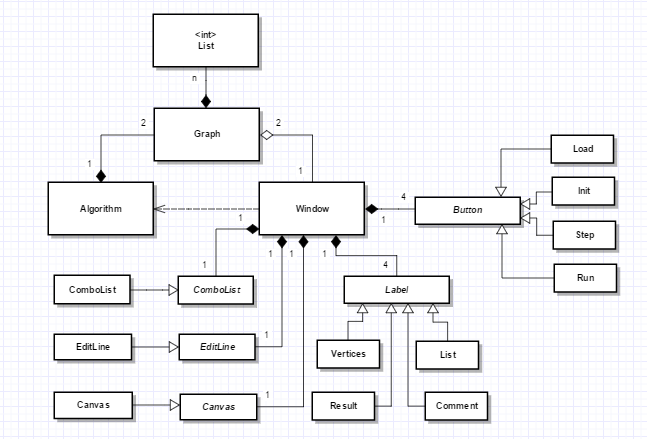 <int>
List
n
2
Graph
2
1
1
Algorithm
Window
4
1
Button
Load
Init
Step
Run
1
1
1
1
1
ComboList
ComboList
4
Label
1
EditLine
EditLine
Vertices
List
1
Canvas
Canvas
Result
Comment